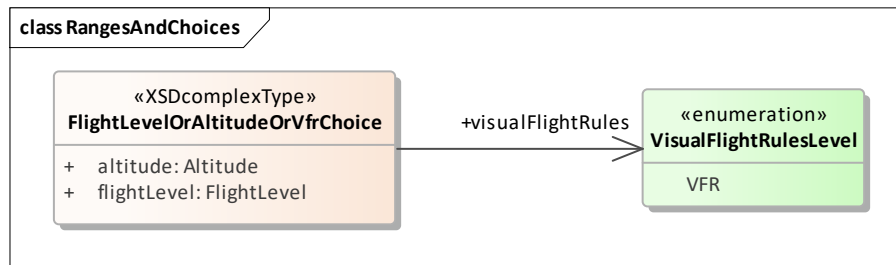 class RangesAndChoices
«XSDcomplexType»
FlightLevelOrAltitudeOrVfrChoice
+ altitude: Altitude
+ flightLevel: FlightLevel
+visualFlightRules
«enumeration»
VisualFlightRulesLevel
VFR